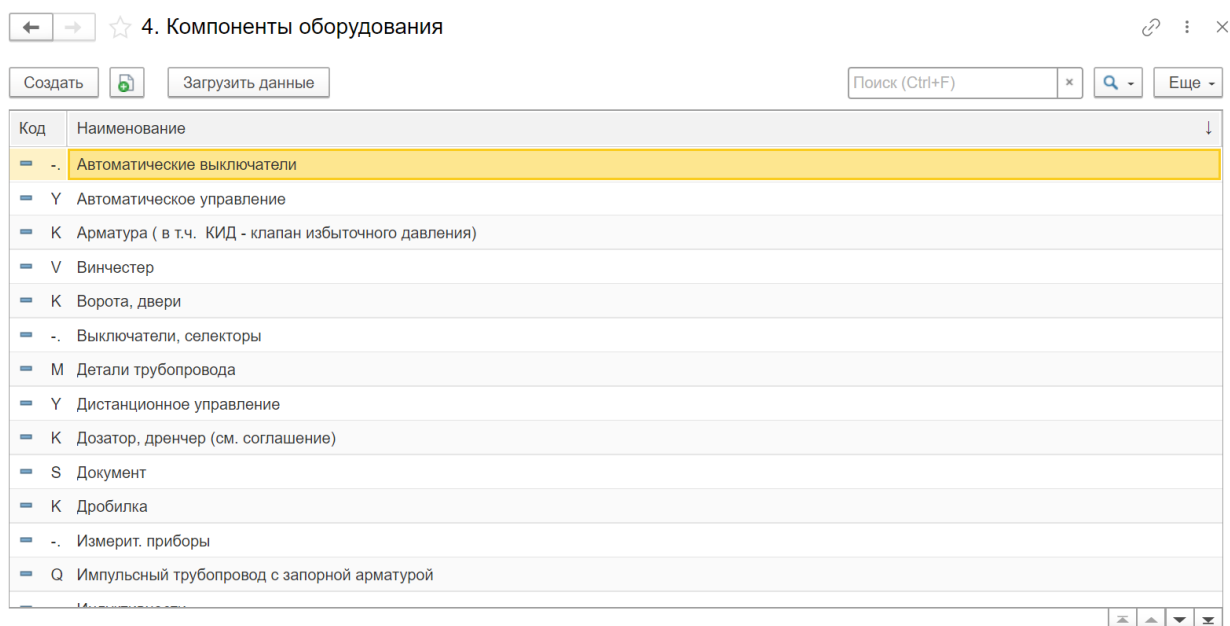 4. Компоненты оборудования
Создать Загрузить данные Поиск (Ctrl+F) × Еще
Код Наименование ↓
-. Автоматические выключатели
Y Автоматическое управление
K Арматура ( в т.ч. КИД - клапан избыточного давления)
V Винчестер
K Ворота, двери
-. Выключатели, селекторы
M Детали трубопровода
Y Дистанционное управление
K Дозатор, дренчер (см. соглашение)
S Документ
K Дробилка
-. Измерит. приборы
Q Импульсный трубопровод с запорной арматурой